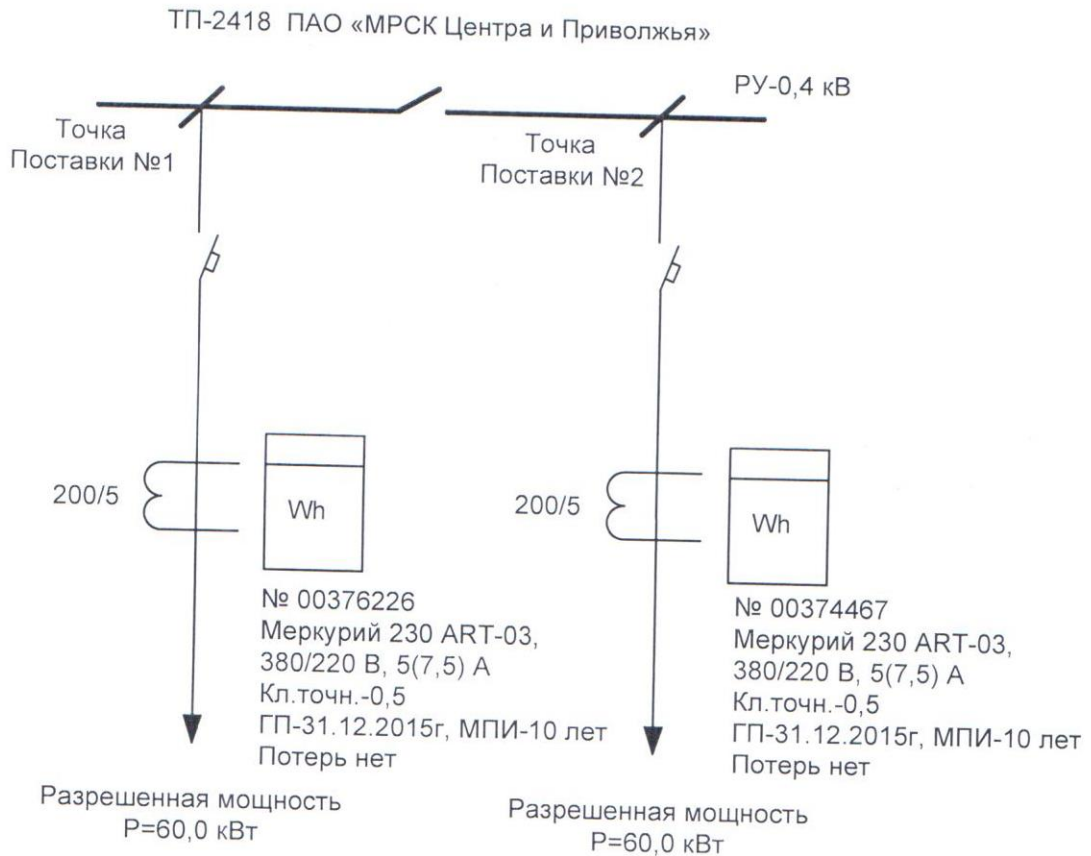 ТП-2418 ПАО «МРСК Центра и Приволжья»
РУ-0,4 кВ
Точка
Поставки №1
Точка
Поставки №2
200/5
Wh
200/5
Wh
№ 00376226
Меркурий 230 ART-03,
380/220 В, 5(7,5) А
Кл.точн.-0,5
ГП-31.12.2015г, МПИ-10 лет
Потерь нет
№ 00374467
Меркурий 230 ART-03,
380/220 В, 5(7,5) А
Кл.точн.-0,5
ГП-31.12.2015г, МПИ-10 лет
Потерь нет
Разрешенная мощность
Р=60,0 кВт
Разрешенная мощность
Р=60,0 кВт